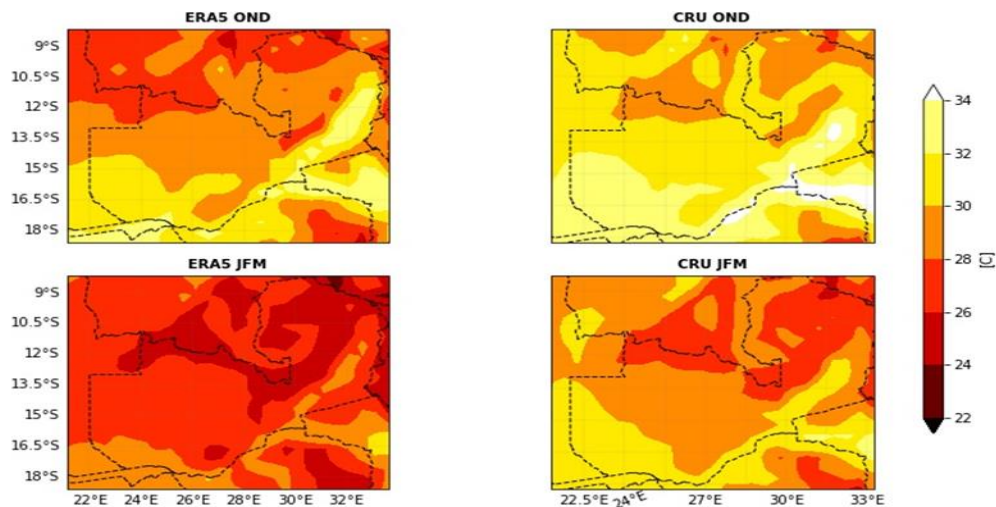 ERA5 OND
CRU OND
9°S
10.5°S
12°S
13.5°S
15°S
16.5°S
18°S
ERA5 JFM
CRU JFM
9°S
10.5°S
12°S
13.5°S
15°S
16.5°S
18°S
22°E 24°E 26°E 28°E 30°E 32°E
22.5°E 24°E 27°E 30°E 33°E
34
32
30
28
26
24
22
[C]